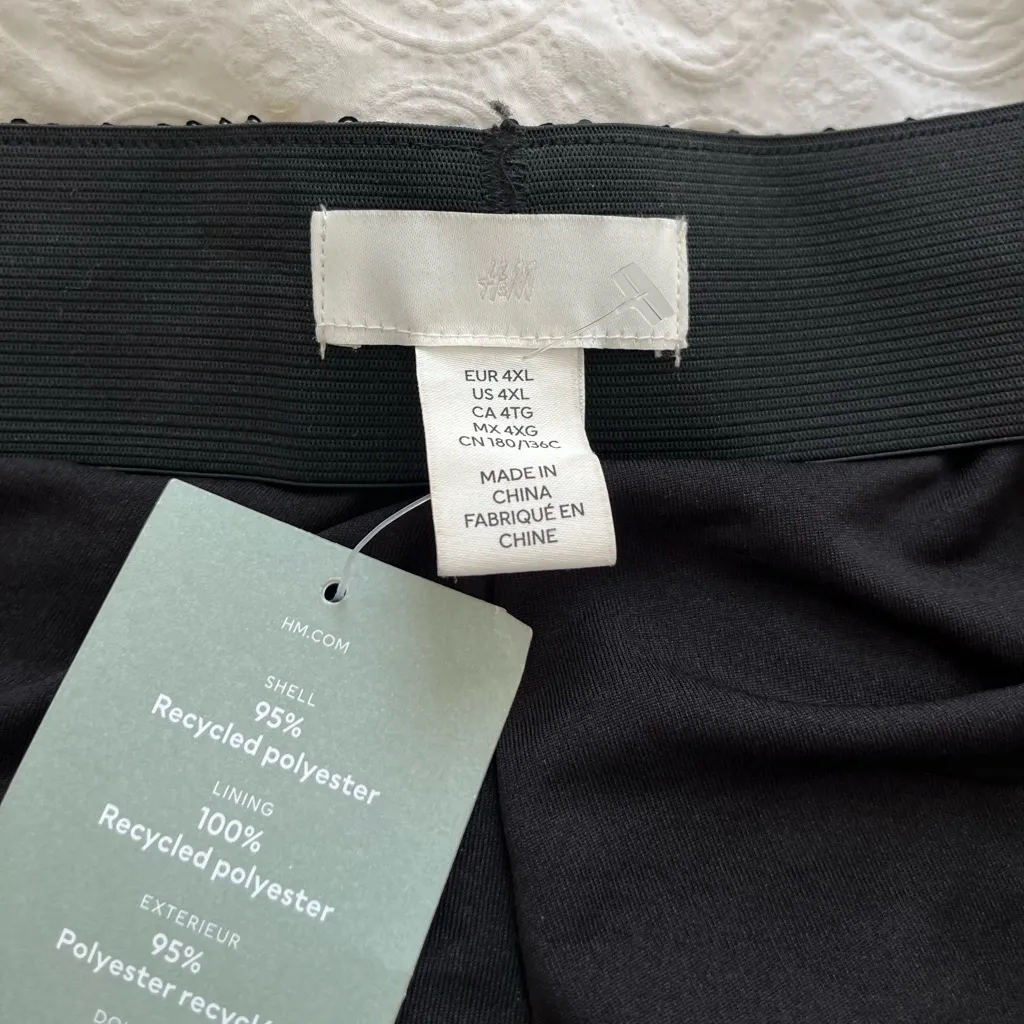 H&M
EUR 4XL
US 4XL
CA 4TG
MX 4XG
CN 180/136C
MADE IN
CHINA
FABRIQUÉ EN
CHINE
HM.COM
SHELL
95%
Recycled polyester
LINING
100%
Recycled polyester
EXTERIEUR
95%
Polyester